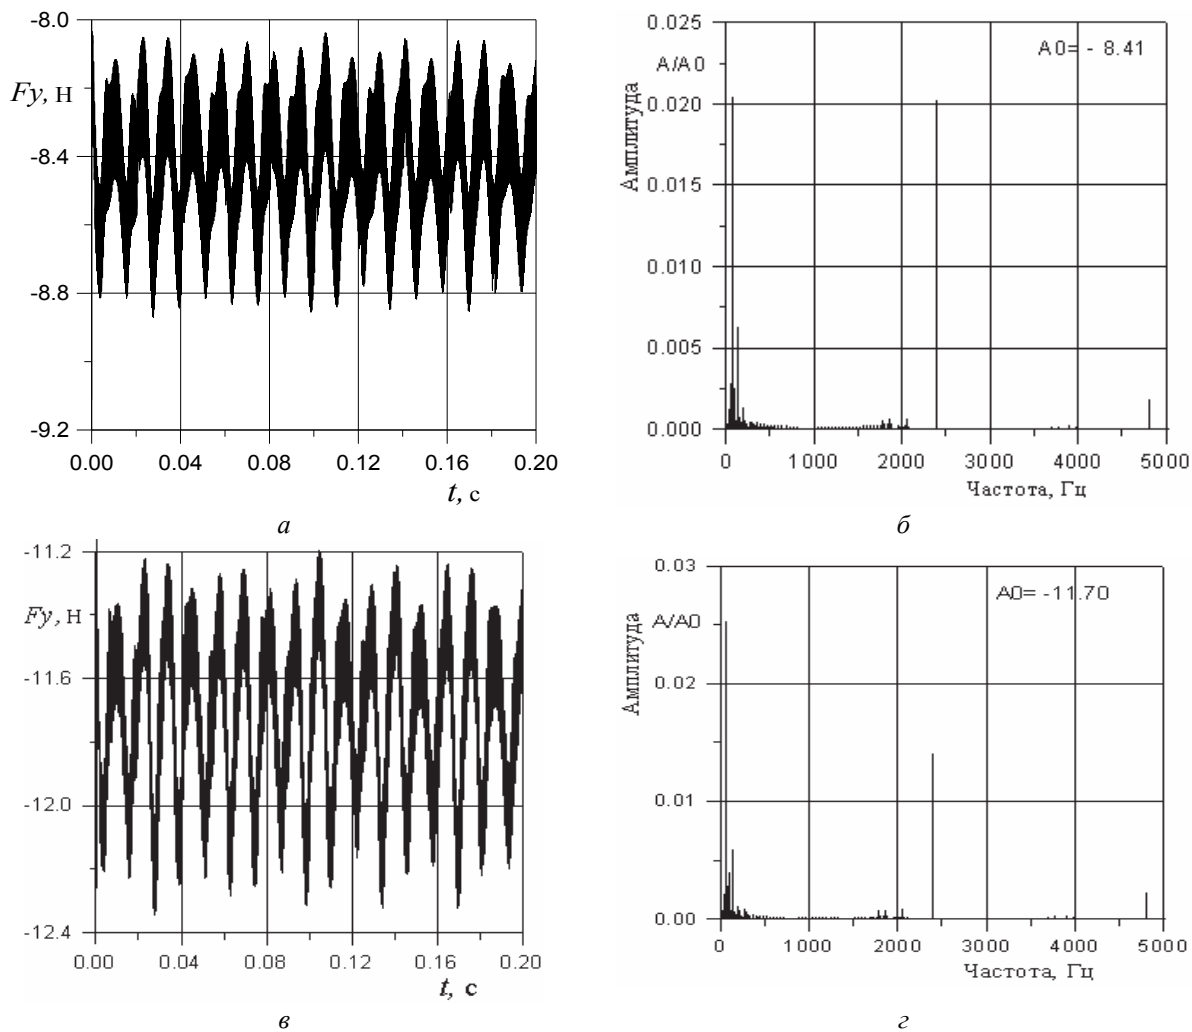 -8.0
Fy, Н
-8.4
-8.8
-9.2
0.00 0.04 0.08 0.12 0.16 0.20
t, с
а
0.025
A/A0
A0= - 8.41
0.020
0.015
0.010
0.005
0.000
Амплитуда
0 1000 2000 3000 4000 5000
Частота, Гц
б
-11.2
Fy, Н
-11.6
-12.0
-12.4
0.00 0.04 0.08 0.12 0.16 0.20
t, с
в
0.03
A0= -11.70
A/A0
0.02
0.01
0.00
Амплитуда
0 1000 2000 3000 4000 5000
Частота, Гц
г